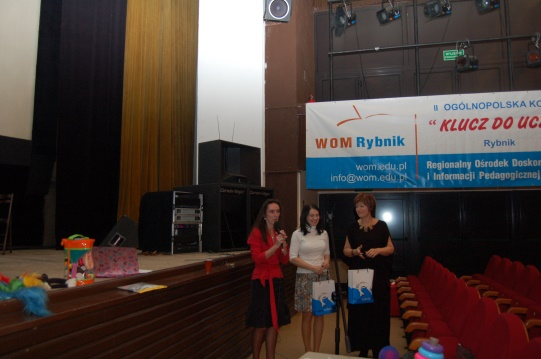 II OGÓLNOPOLSKA KO
" KLUCZ DO UC
Rybnik
WOM Rybnik
wom.edu.pl
info@wom.edu.pl
Regionalny Ośrodek Doskon
i Informacji Pedagogicznej